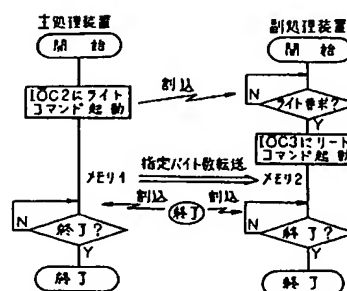 主処理装置
開始
IOC2にライト
コマンド起動
割込
メモリ1
指定バイト数転送
割込
終了
割込
N
終了?
Y
終了
副処理装置
開始
N
ライト要求?
Y
IOC3にリード
コマンド起動
メモリ2
N
終了?
Y
終了